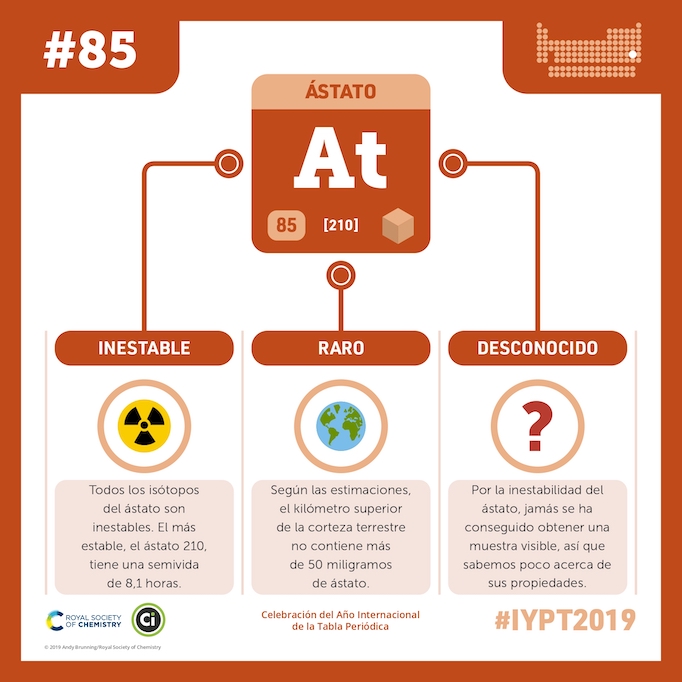 #85
ÁSTATO
At
85
[210]
INESTABLE
Todos los isótopos
del ástato son
inestables. El más
estable, el ástato 210,
tiene una semivida
de 8,1 horas.
RARO
Según las estimaciones,
el kilómetro superior
de la corteza terrestre
no contiene más
de 50 miligramos
de ástato.
DESCONOCIDO
?
Por la inestabilidad del
ástato, jamás se ha
conseguido obtener una
muestra visible, así que
sabemos poco acerca de
sus propiedades.
ROYAL SOCIETY
OF CHEMISTRY
Ci
Celebración del Año Internacional
de la Tabla Periódica
#IYPT2019
© 2019 Andy Brunning/Royal Society of Chemistry